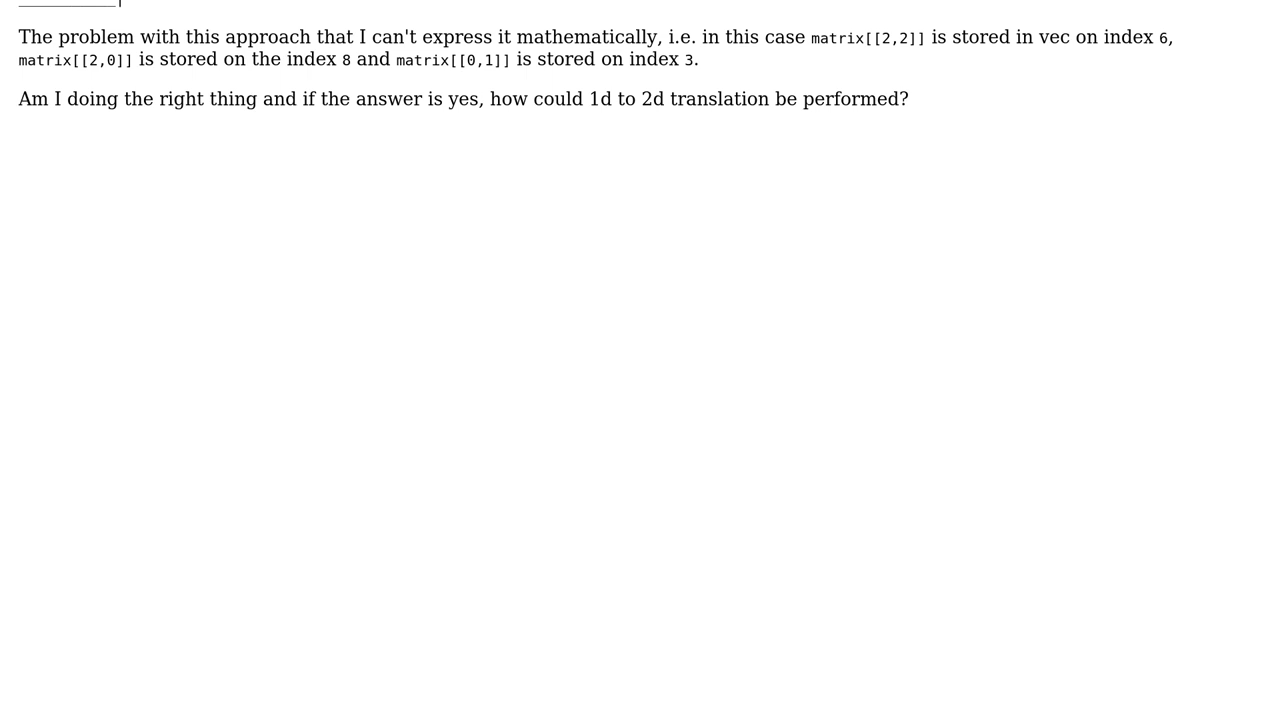 The problem with this approach that I can't express it mathematically, i.e. in this case matrix[[2,2]] is stored in vec on index 6,
matrix[[2,0]] is stored on the index 8 and matrix[[0,1]] is stored on index 3.
Am I doing the right thing and if the answer is yes, how could 1d to 2d translation be performed?